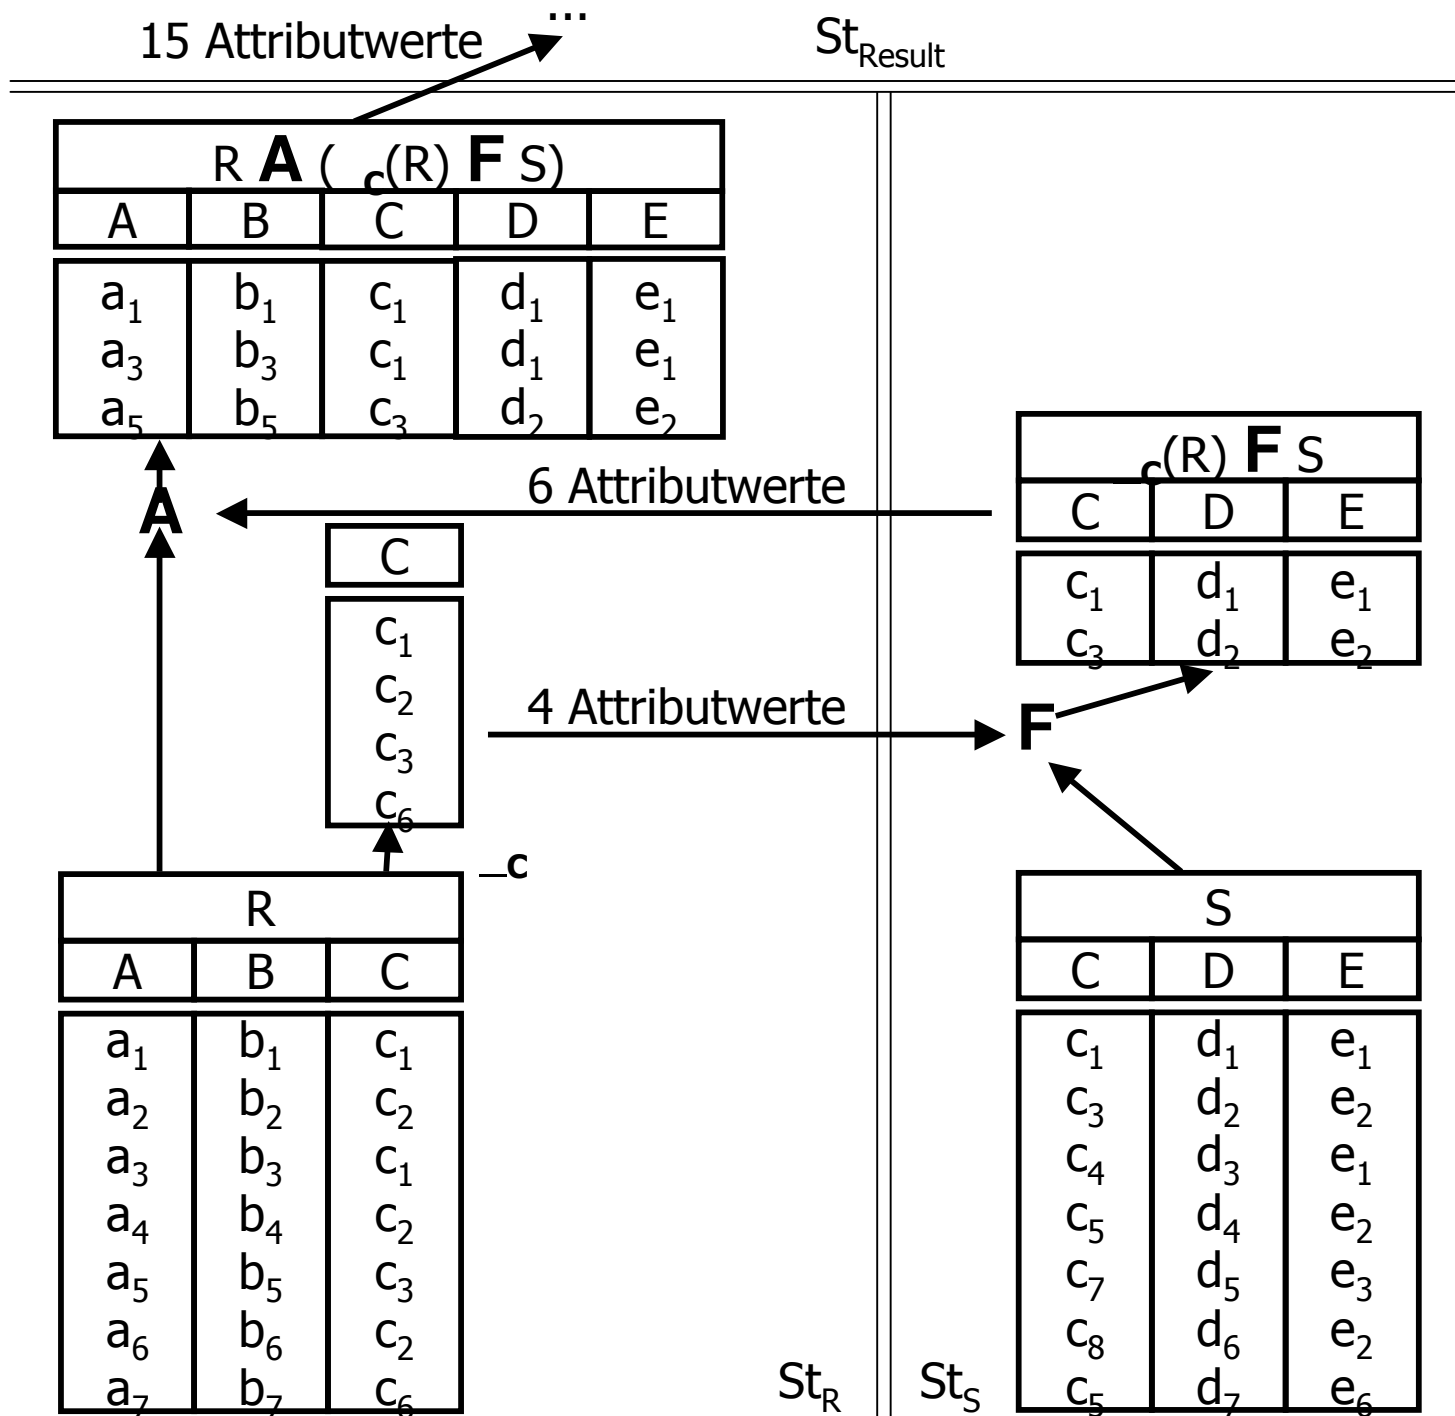 ...
15 Attributwerte St_Result
R A ( _c(R) F S)
A B C D E
a₁ b₁ c₁ d₁ e₁
a₃ b₃ c₁ d₁ e₁
a₅ b₅ c₃ d₂ e₂
_c(R) F S
C D E
c₁ d₁ e₁
c₃ d₂ e₂
6 Attributwerte
A
C
c₁
c₂
c₃
c₆
4 Attributwerte
F
_c
R
A B C
a₁ b₁ c₁
a₂ b₂ c₂
a₃ b₃ c₁
a₄ b₄ c₂
a₅ b₅ c₃
a₆ b₆ c₂
a₇ b₇ c₆
S
C D E
c₁ d₁ e₁
c₃ d₂ e₂
c₄ d₃ e₁
c₅ d₄ e₂
c₇ d₅ e₃
c₈ d₆ e₂
c₅ d₇ e₆
St_R St_S